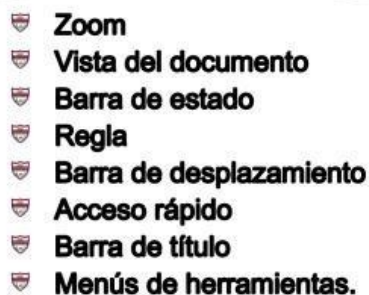 Zoom
Vista del documento
Barra de estado
Regla
Barra de desplazamiento
Acceso rápido
Barra de título
Menús de herramientas.